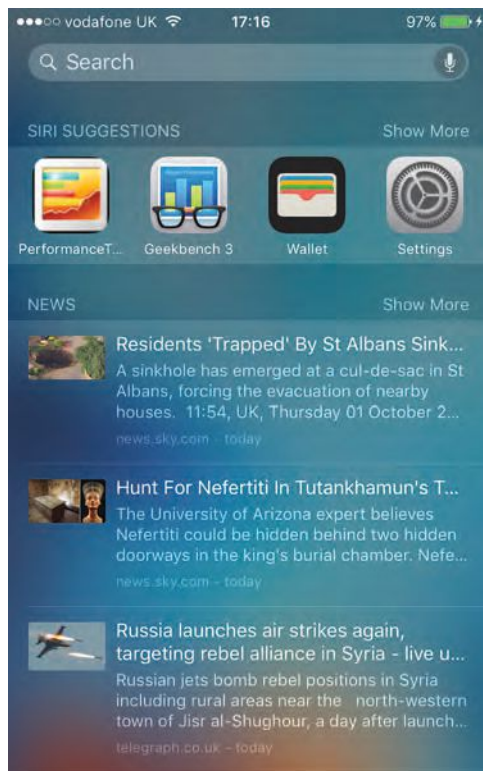 vodafone UK 17:16 97%
Search
SIRI SUGGESTIONS Show More
PerformanceT... Geekbench 3 Wallet Settings
NEWS Show More
Residents 'Trapped' By St Albans Sink...
A sinkhole has emerged at a cul-de-sac in St
Albans, forcing the evacuation of nearby
houses. 11:54, UK, Thursday 01 October 2...
news.sky.com - today
Hunt For Nefertiti In Tutankhamun's T...
The University of Arizona expert believes
Nefertiti could be hidden behind two hidden
doorways in the king's burial chamber. Nefe...
news.sky.com - today
Russia launches air strikes again,
targeting rebel alliance in Syria - live u...
Russian jets bomb rebel positions in Syria
including rural areas near the north-western
town of Jisr al-Shughour, a day after launch...
telegraph.co.uk - today